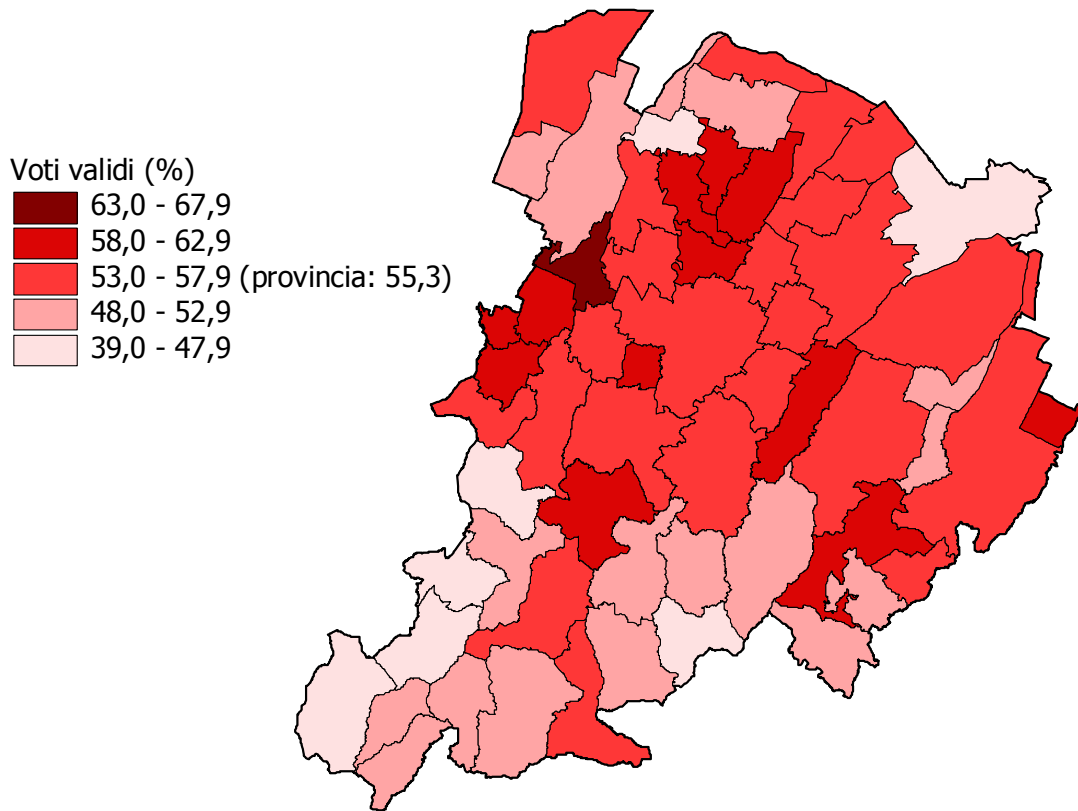 Voti validi (%)
63,0 - 67,9
58,0 - 62,9
53,0 - 57,9 (provincia: 55,3)
48,0 - 52,9
39,0 - 47,9